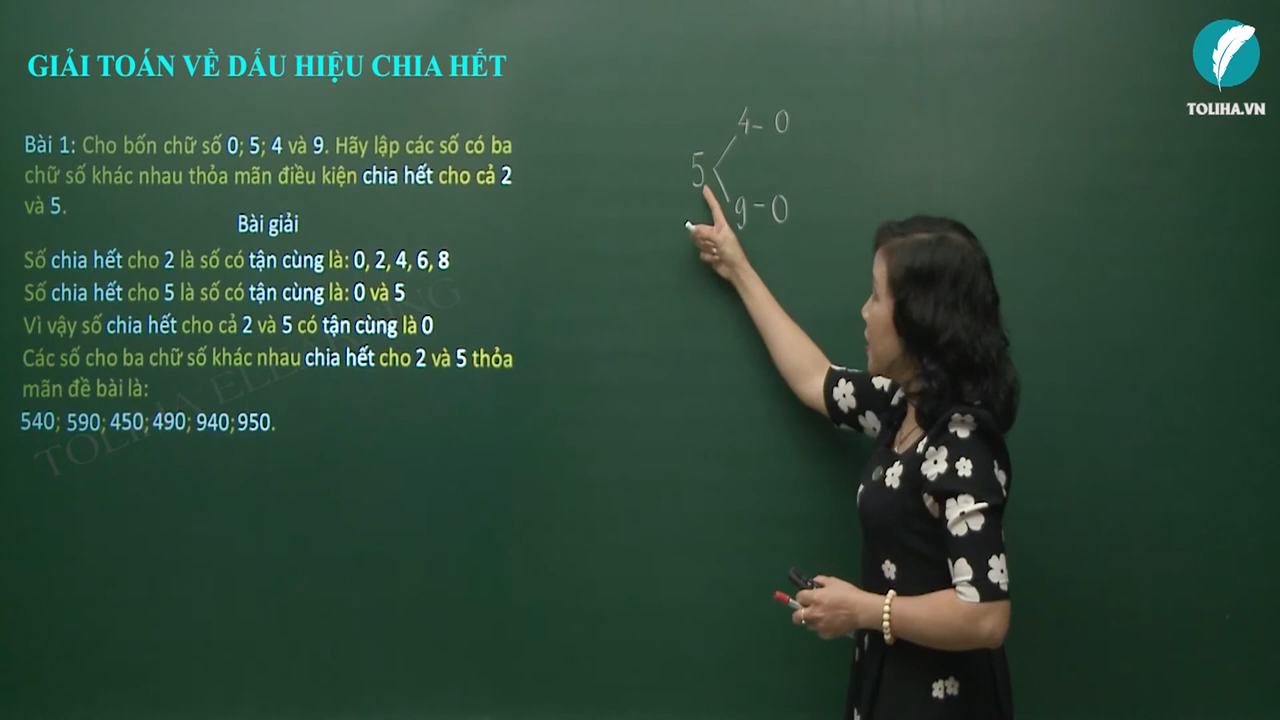 GIẢI TOÁN VỀ DẤU HIỆU CHIA HẾT
TOLIHA.VN
Bài 1: Cho bốn chữ số 0; 5; 4 và 9. Hãy lập các số có ba
chữ số khác nhau thỏa mãn điều kiện chia hết cho cả 2
và 5.
Bài giải
Số chia hết cho 2 là số có tận cùng là: 0, 2, 4, 6, 8
Số chia hết cho 5 là số có tận cùng là: 0 và 5
Vì vậy số chia hết cho cả 2 và 5 có tận cùng là 0
Các số cho ba chữ số khác nhau chia hết cho 2 và 5 thỏa
mãn đề bài là:
540; 590; 450; 490; 940; 950.
TOLIHA ELEARNING
4 - 0
5
9 - 0